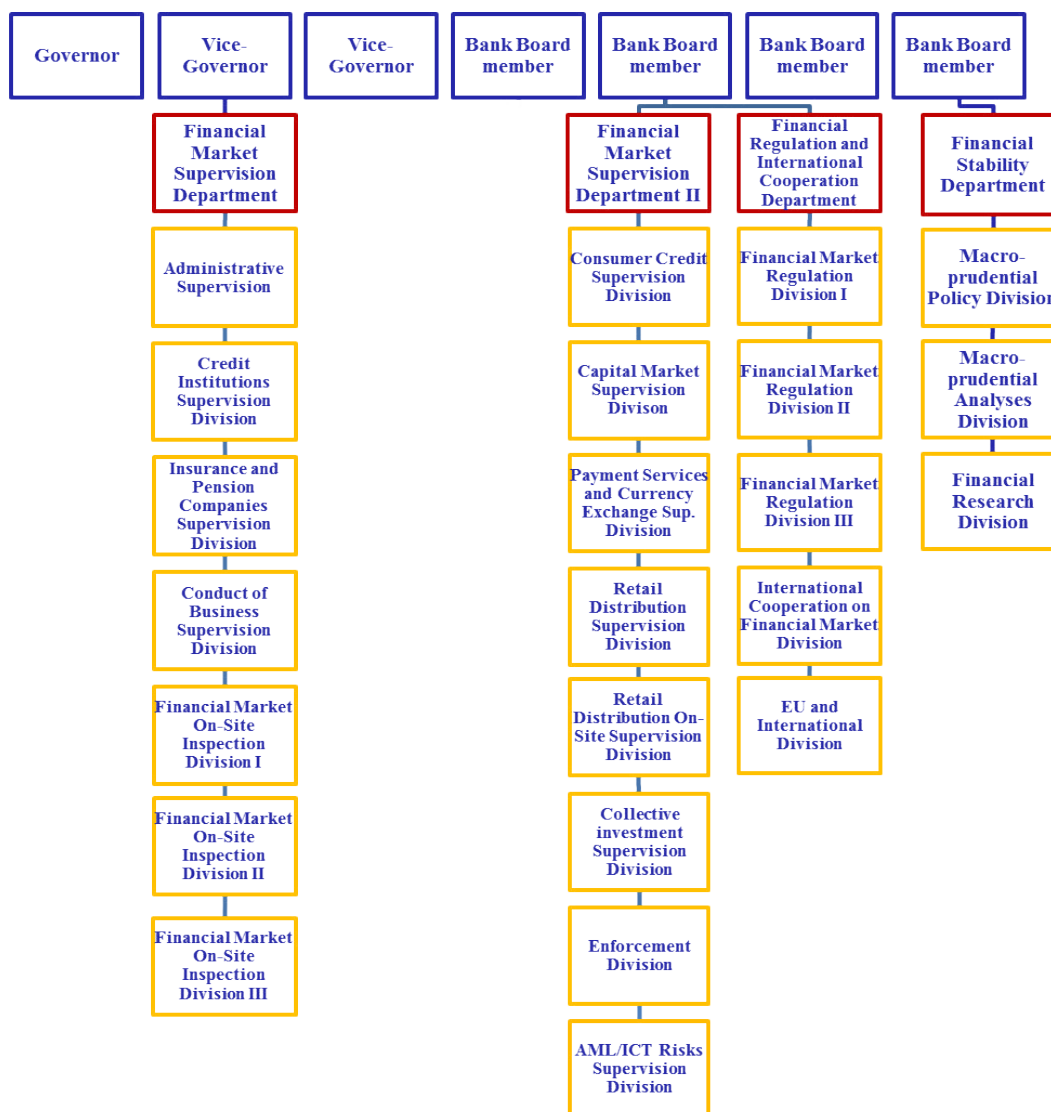 Governor
Vice-
Governor
Vice-
Governor
Bank Board
member
Bank Board
member
Bank Board
member
Bank Board
member
Financial
Market
Supervision
Department
Administrative
Supervision
Credit
Institutions
Supervision
Division
Insurance and
Pension
Companies
Supervision
Division
Conduct of
Business
Supervision
Division
Financial Market
On-Site
Inspection
Division I
Financial Market
On-Site
Inspection
Division II
Financial Market
On-Site
Inspection
Division III
Financial
Market
Supervision
Department II
Consumer Credit
Supervision
Division
Capital Market
Supervision
Divison
Payment Services
and Currency
Exchange Sup.
Division
Retail
Distribution
Supervision
Division
Retail
Distribution On-
Site Supervision
Division
Collective
investment
Supervision
Division
Enforcement
Division
AML/ICT Risks
Supervision
Division
Financial
Regulation and
International
Cooperation
Department
Financial Market
Regulation
Division I
Financial Market
Regulation
Division II
Financial Market
Regulation
Division III
International
Cooperation on
Financial Market
Division
EU and
International
Division
Financial
Stability
Department
Macro-
prudential
Policy Division
Macro-
prudential
Analyses
Division
Financial
Research
Division